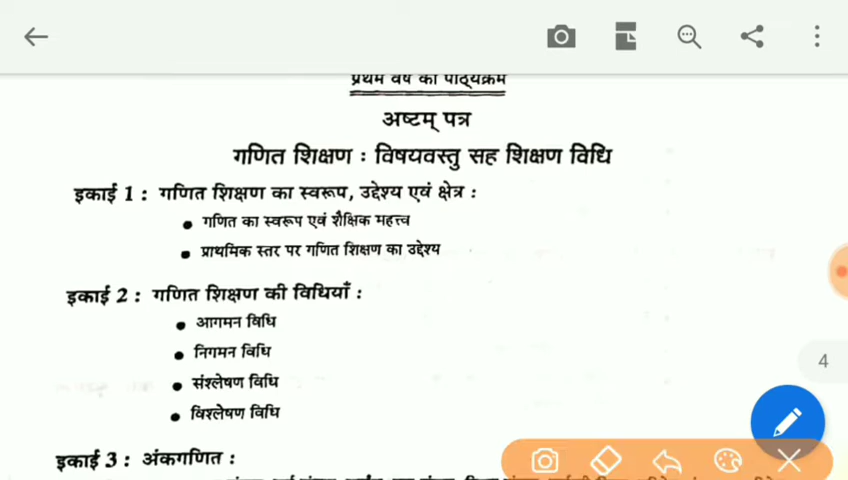 प्रथम वर्ष का पाठ्यक्रम
अष्टम् पत्र
गणित शिक्षण : विषयवस्तु सह शिक्षण विधि
इकाई 1 : गणित शिक्षण का स्वरूप, उद्देश्य एवं क्षेत्र :
• गणित का स्वरूप एवं शैक्षिक महत्त्व
• प्राथमिक स्तर पर गणित शिक्षण का उद्देश्य
इकाई 2 : गणित शिक्षण की विधियाँ :
• आगमन विधि
4
• निगमन विधि
• संश्लेषण विधि
• विश्लेषण विधि
इकाई 3 : अंकगणित :